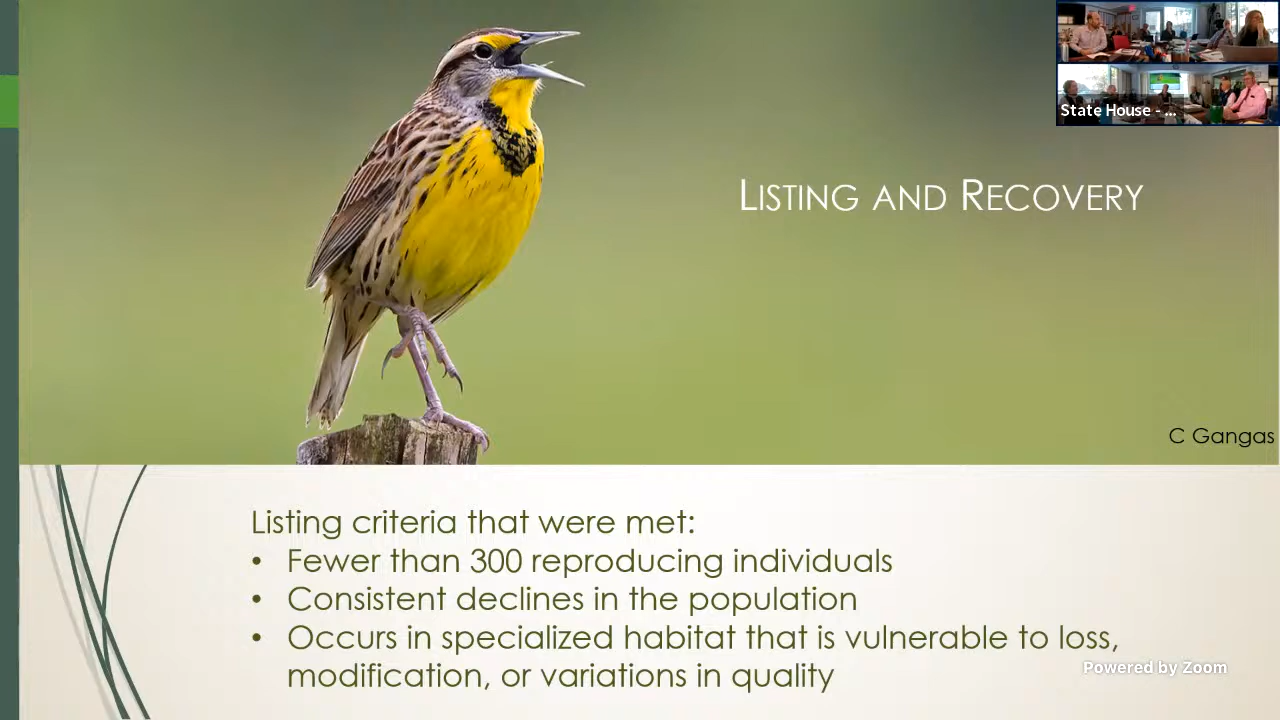 State House - ...
LISTING AND RECOVERY
C Gangas
Listing criteria that were met:
• Fewer than 300 reproducing individuals
• Consistent declines in the population
• Occurs in specialized habitat that is vulnerable to loss,
modification, or variations in quality
Powered by Zoom